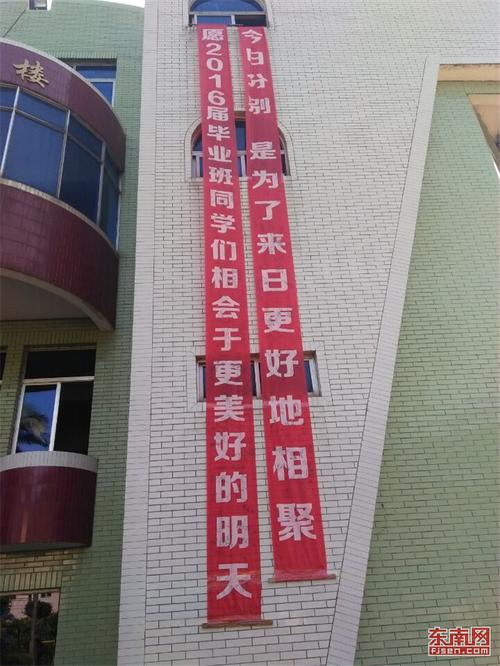 楼
今日分别 是为了来日更好地相聚
愿2016届毕业班同学们相会于更美好的明天
东南网
FJSEN.COM